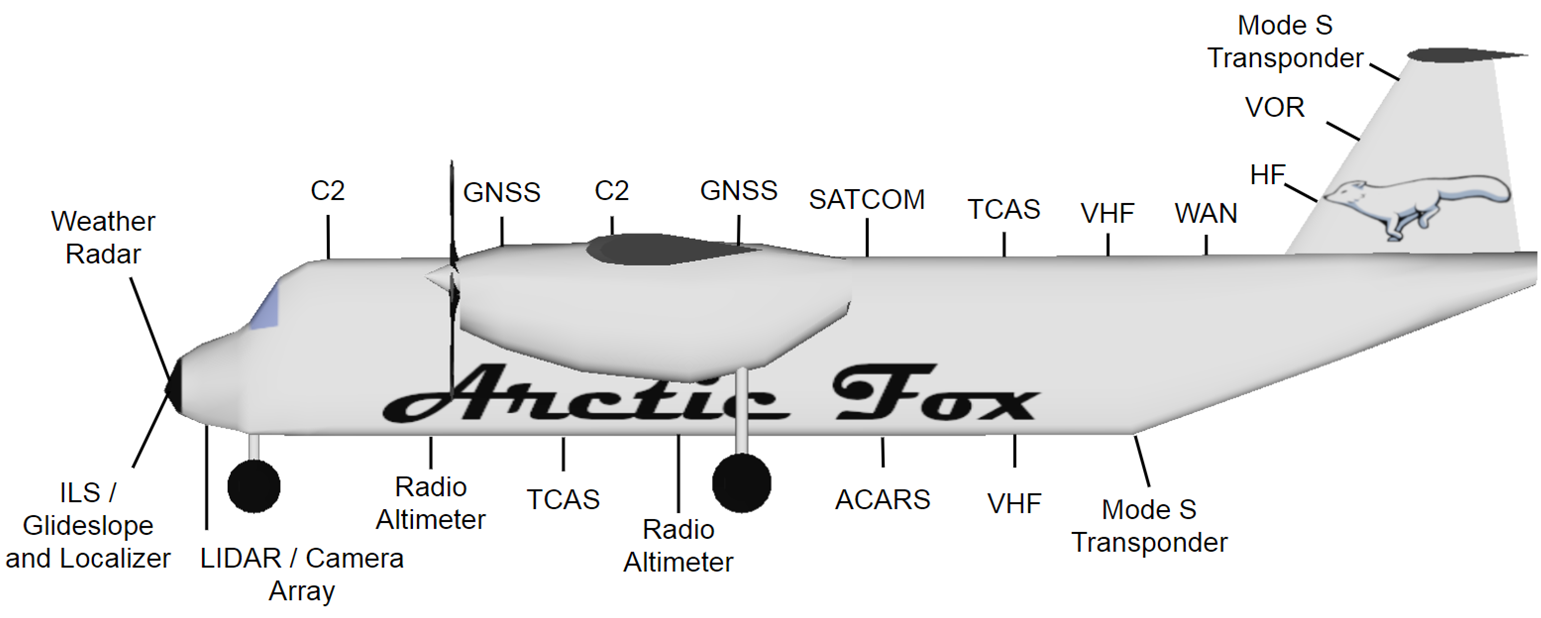 Mode S
Transponder
VOR
HF
C2
GNSS
C2
GNSS
SATCOM
TCAS
VHF
WAN
Weather
Radar
Arctic Fox
ILS /
Glideslope
and Localizer
LIDAR / Camera
Array
Radio
Altimeter
TCAS
Radio
Altimeter
ACARS
VHF
Mode S
Transponder